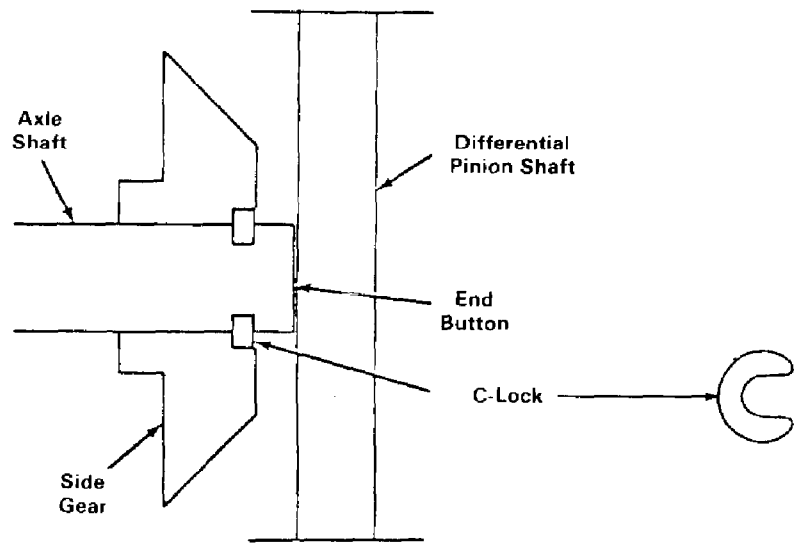 Axle
Shaft
Differential
Pinion Shaft
End
Button
C-Lock
Side
Gear